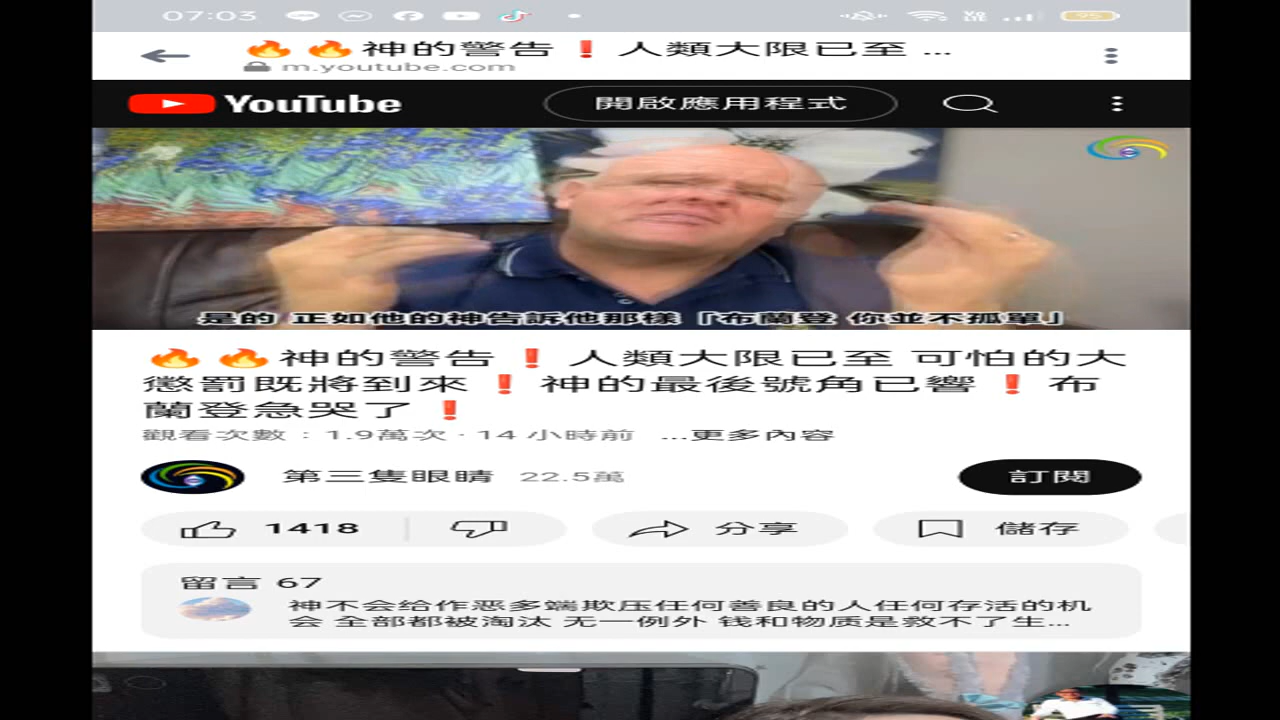 07:03
95
🔥🔥神的警告❗人類大限已至 ...
m.youtube.com
YouTube
開啟應用程式
是的 正如他的神告訴他那樣「布蘭登 你並不孤單」
🔥🔥神的警告❗人類大限已至 可怕的大
懲罰既將到來❗神的最後號角已響❗布
蘭登急哭了❗
觀看次數：1.9萬次·14 小時前 ...更多內容
第三隻眼睛 22.5萬
訂閱
1418
分享
儲存
留言 67
神不会给作恶多端欺压任何善良的人任何存活的机
会 全部都被淘汰 无一例外 钱和物质是救不了生...